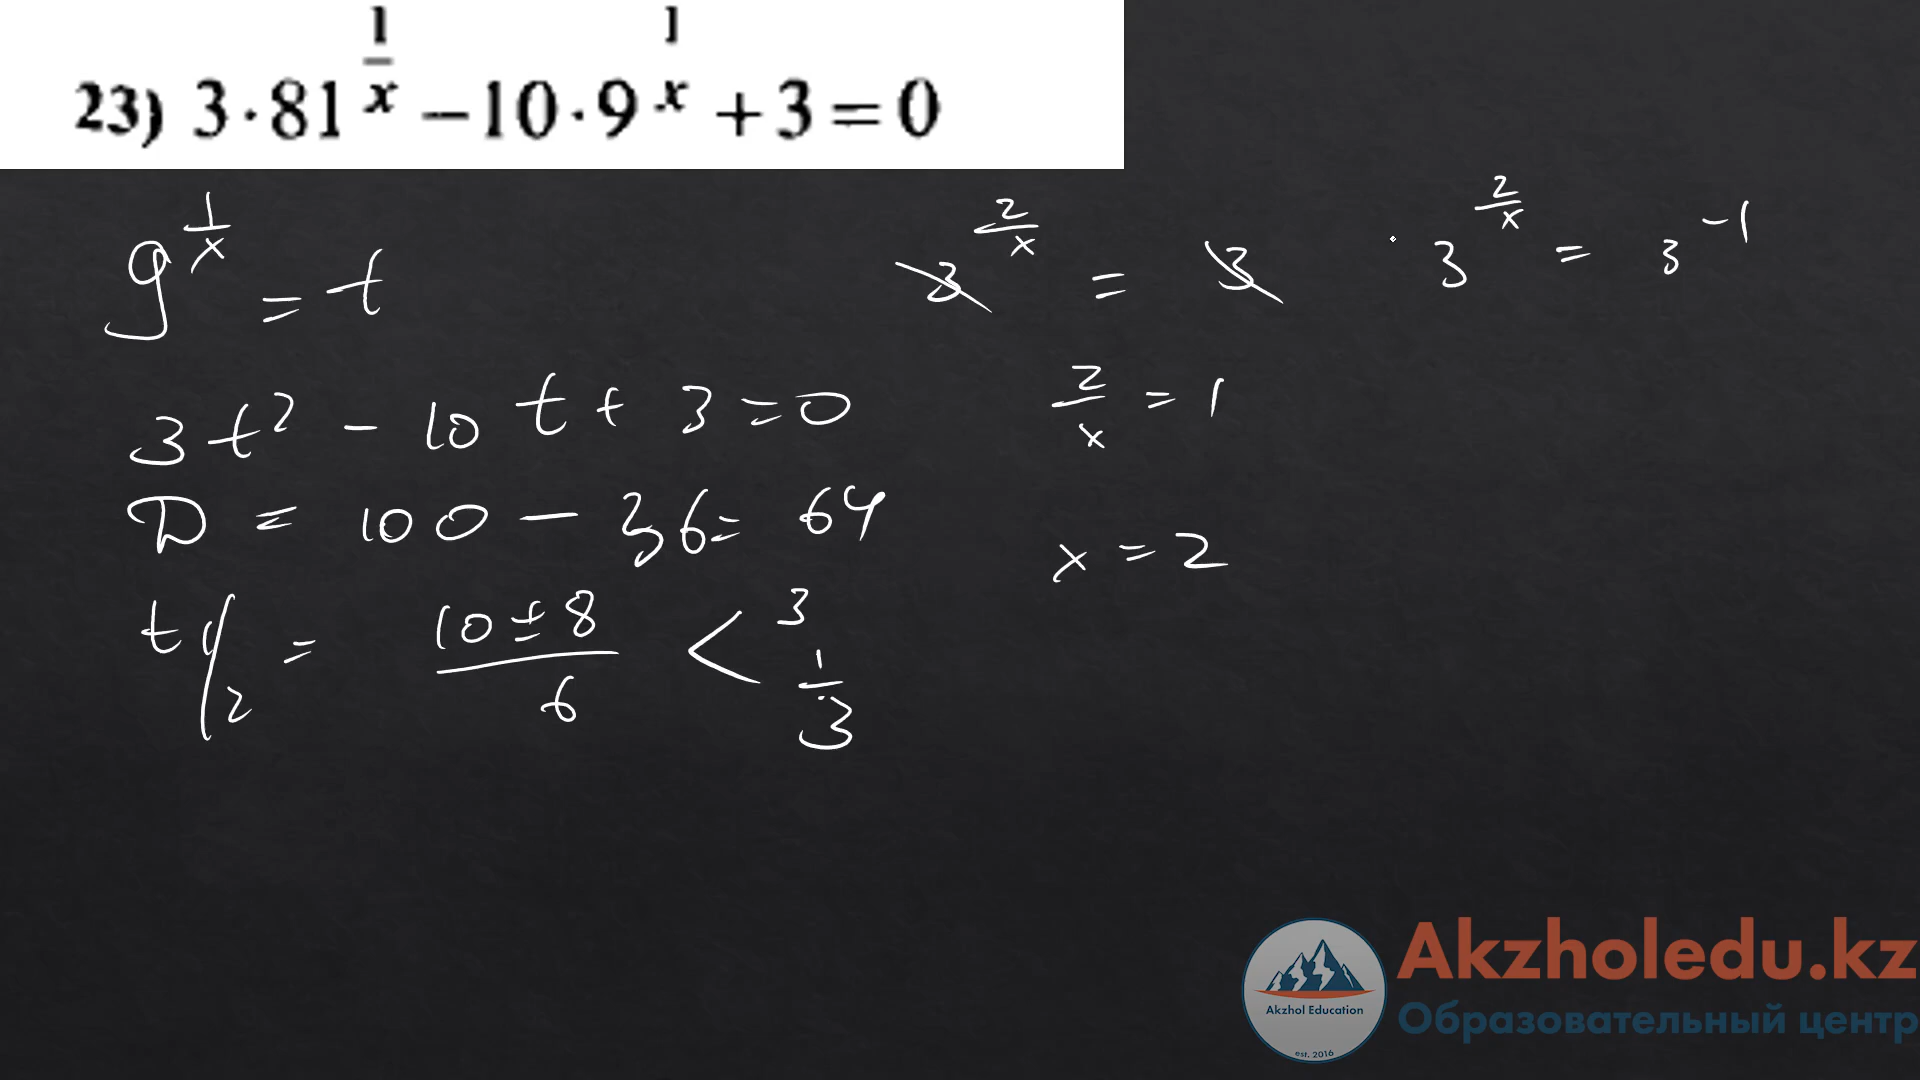 23) 3·81^{1/x} − 10·9^{1/x} + 3 = 0
9^{1/x} = t
3t² − 10t + 3 = 0
D = 100 − 36 = 64
t 1/2 = (10 ± 8)/6 < 3
1/3
3^{2/x} = 3
2/x = 1
x = 2
3^{2/x} = 3^{-1}
Akzholedu.kz
Образовательный центр
Akzhol Education
est. 2016